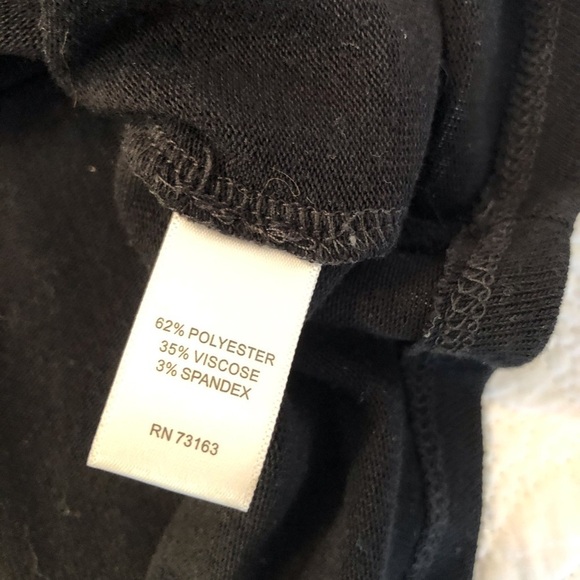 62% POLYESTER
35% VISCOSE
3% SPANDEX
RN 73163